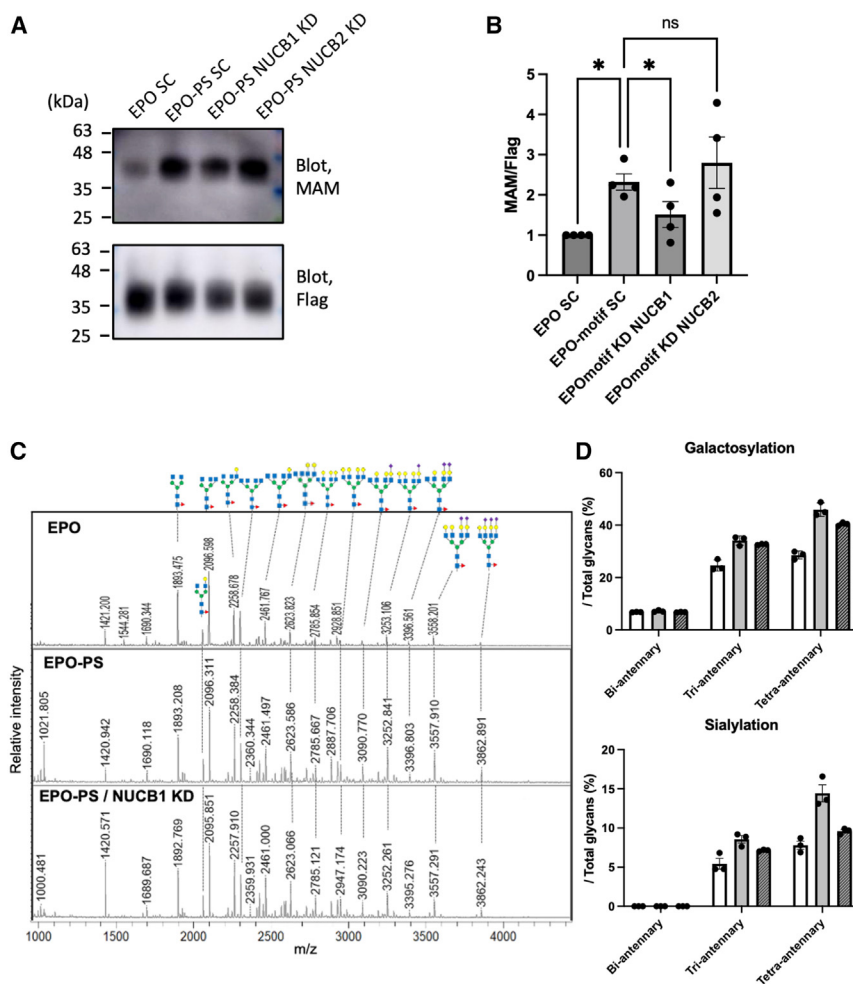 A
EPO SC
EPO-PS SC
EPO-PS NUCB1 KD
EPO-PS NUCB2 KD
(kDa)
63
48
35
25
Blot,
MAM
63
48
35
25
Blot,
Flag
B
ns
*
*
MAM/Flag
5
4
3
2
1
0
EPO SC
EPO-motif SC
EPOmotif KD NUCB1
EPOmotif KD NUCB2
C
Relative intensity
EPO
1421.200
1544.281
1690.344
1893.475
2096.598
2258.678
2461.767
2623.823
2785.854
2928.851
3253.106
3396.561
3558.201
EPO-PS
1021.805
1420.942
1690.118
1893.208
2096.311
2258.384
2360.344
2461.497
2623.586
2785.667
2887.706
3090.770
3252.841
3396.803
3557.910
3862.891
EPO-PS / NUCB1 KD
1000.481
1420.571
1689.687
1892.769
2095.851
2257.910
2359.931
2461.000
2623.066
2785.121
2947.174
3090.223
3252.261
3395.276
3557.291
3862.243
1000
1500
2000
2500
3000
3500
4000
m/z
D
Galactosylation
/ Total glycans (%)
60
40
20
0
Bi-antennary
Tri-antennary
Tetra-antennary
Sialylation
/ Total glycans (%)
20
15
10
5
0
Bi-antennary
Tri-antennary
Tetra-antennary